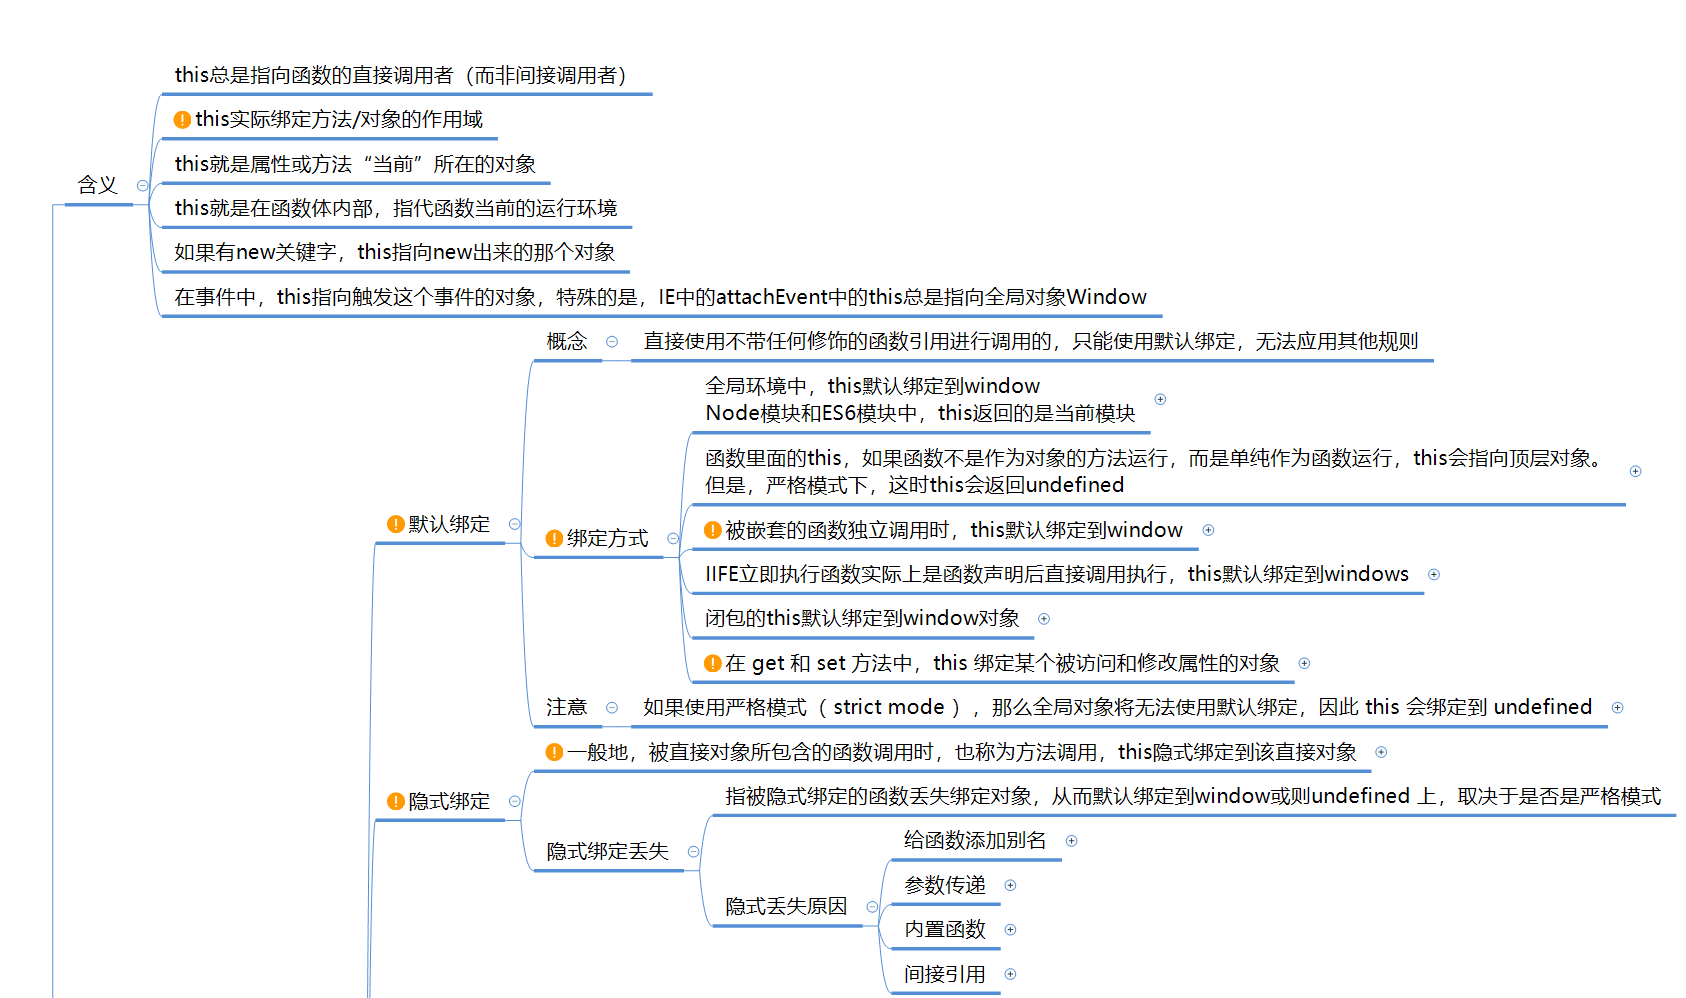 this总是指向函数的直接调用者（而非间接调用者）
this实际绑定方法/对象的作用域
this就是属性或方法“当前”所在的对象
含义
this就是在函数体内部，指代函数当前的运行环境
如果有new关键字，this指向new出来的那个对象
在事件中，this指向触发这个事件的对象，特殊的是，IE中的attachEvent中的this总是指向全局对象Window
概念
直接使用不带任何修饰的函数引用进行调用的，只能使用默认绑定，无法应用其他规则
全局环境中，this默认绑定到window
Node模块和ES6模块中，this返回的是当前模块
函数里面的this，如果函数不是作为对象的方法运行，而是单纯作为函数运行，this会指向顶层对象。
但是，严格模式下，这时this会返回undefined
默认绑定
绑定方式
被嵌套的函数独立调用时，this默认绑定到window
IIFE立即执行函数实际上是函数声明后直接调用执行，this默认绑定到windows
闭包的this默认绑定到window对象
在 get 和 set 方法中，this 绑定某个被访问和修改属性的对象
注意
如果使用严格模式（ strict mode ），那么全局对象将无法使用默认绑定，因此 this 会绑定到 undefined
一般地，被直接对象所包含的函数调用时，也称为方法调用，this隐式绑定到该直接对象
隐式绑定
指被隐式绑定的函数丢失绑定对象，从而默认绑定到window或则undefined 上，取决于是否是严格模式
隐式绑定丢失
给函数添加别名
参数传递
隐式丢失原因
内置函数
间接引用